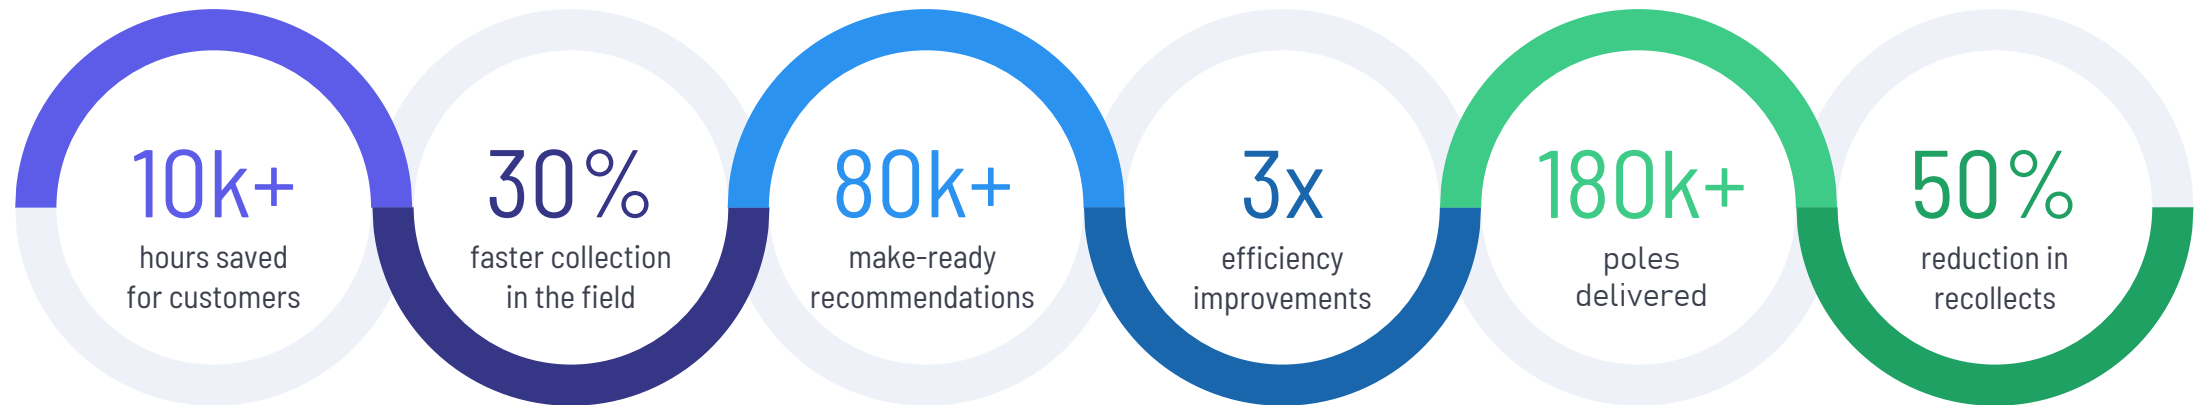 10k+
hours saved
for customers
30%
faster collection
in the field
80k+
make-ready
recommendations
3x
efficiency
improvements
180k+
poles
delivered
50%
reduction in
recollects